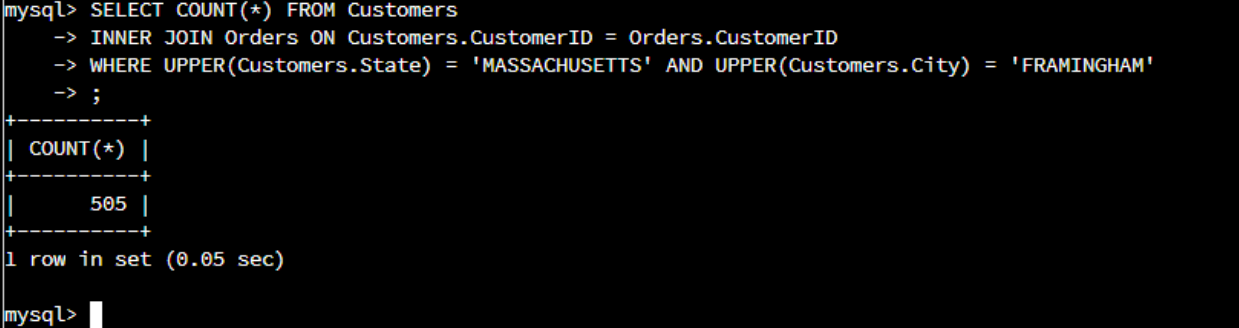 mysql> SELECT COUNT(*) FROM Customers
    -> INNER JOIN Orders ON Customers.CustomerID = Orders.CustomerID
    -> WHERE UPPER(Customers.State) = 'MASSACHUSETTS' AND UPPER(Customers.City) = 'FRAMINGHAM'
    -> ;
+----------+
| COUNT(*) |
+----------+
|      505 |
+----------+
1 row in set (0.05 sec)

mysql>